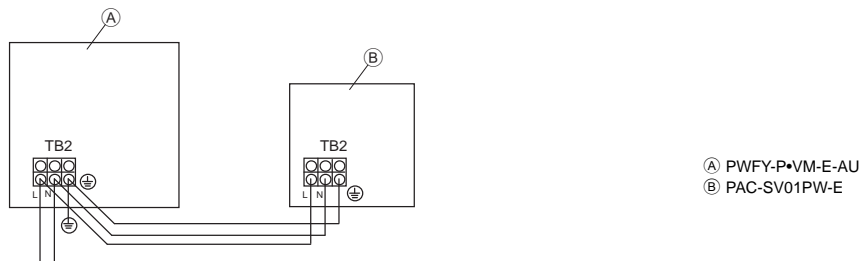 Ⓐ
Ⓑ
TB2
L N
TB2
L N
Ⓐ PWFY-P•VM-E-AU
Ⓑ PAC-SV01PW-E